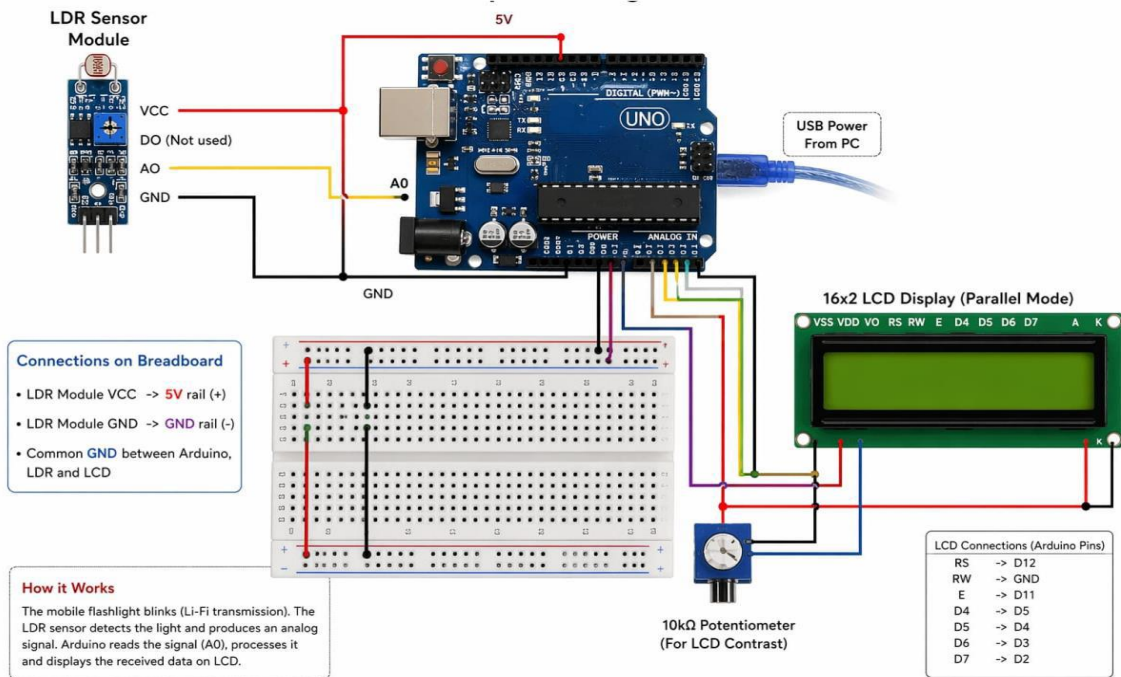 5V
LDR Sensor
Module
VCC
DO (Not used)
AO
GND
A0
GND
DIGITAL (PWM~)
UNO
TX
RX
POWER
ANALOG IN
USB Power
From PC
16x2 LCD Display (Parallel Mode)
VSS VDD VO RS RW E D4 D5 D6 D7 A K
K
Connections on Breadboard
• LDR Module VCC -> 5V rail (+)
• LDR Module GND -> GND rail (-)
• Common GND between Arduino,
LDR and LCD
How it Works
The mobile flashlight blinks (Li-Fi transmission). The
LDR sensor detects the light and produces an analog
signal. Arduino reads the signal (A0), processes it
and displays the received data on LCD.
10kΩ Potentiometer
(For LCD Contrast)
LCD Connections (Arduino Pins)
RS -> D12
RW -> GND
E -> D11
D4 -> D5
D5 -> D4
D6 -> D3
D7 -> D2